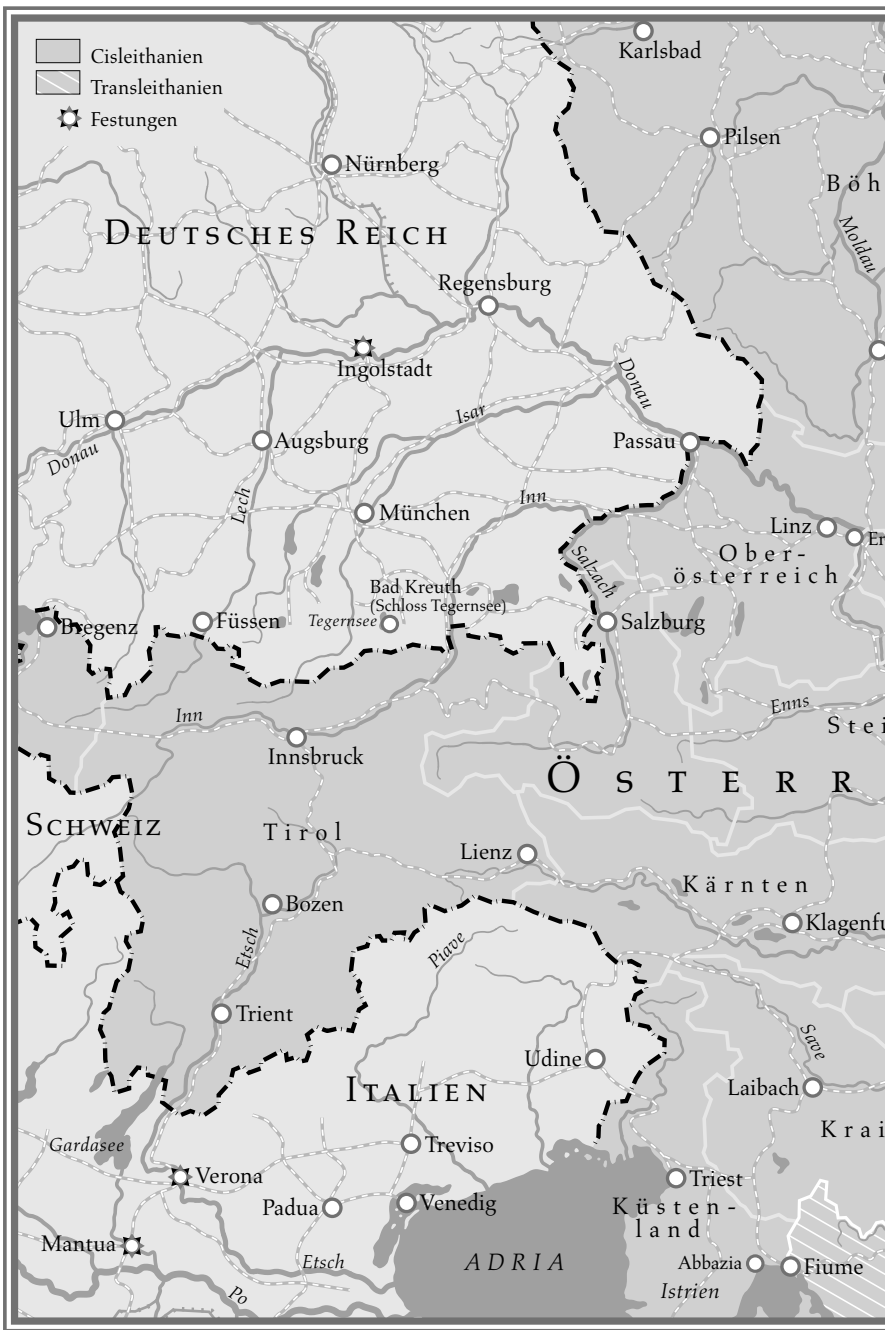 Cisleithanien
Transleithanien
Festungen
Karlsbad
Pilsen
Nürnberg
Böh
Moldau
DEUTSCHES REICH
Regensburg
Ingolstadt
Donau
Ulm
Donau
Augsburg
Isar
Passau
Lech
München
Inn
Linz
En
Ober-
österreich
Salzach
Bad Kreuth
(Schloss Tegernsee)
Tegernsee
Bregenz
Füssen
Salzburg
Inn
Enns
Stei
Innsbruck
ÖSTERR
SCHWEIZ
Tirol
Lienz
Kärnten
Bozen
Klagenfu
Etsch
Piave
Trient
Save
Udine
Laibach
ITALIEN
Krai
Gardasee
Treviso
Verona
Triest
Padua
Venedig
Küsten-
land
Mantua
Etsch
ADRIA
Abbazia
Fiume
Po
Istrien